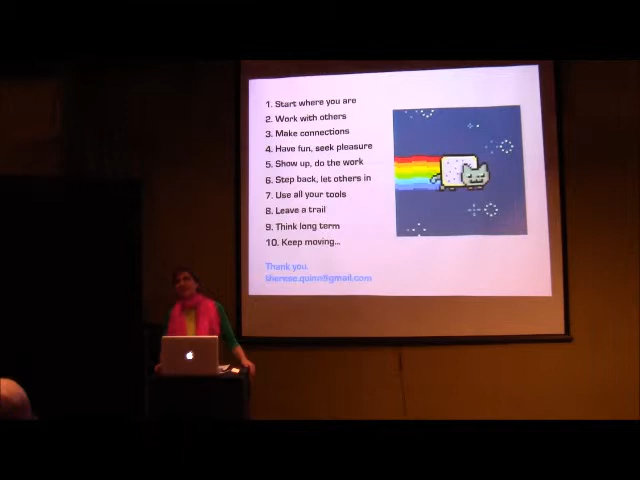 1. Start where you are
2. Work with others
3. Make connections
4. Have fun, seek pleasure
5. Show up, do the work
6. Step back, let others in
7. Use all your tools
8. Leave a trail
9. Think long term
10. Keep moving...
Thank you.
therese.quinn@gmail.com